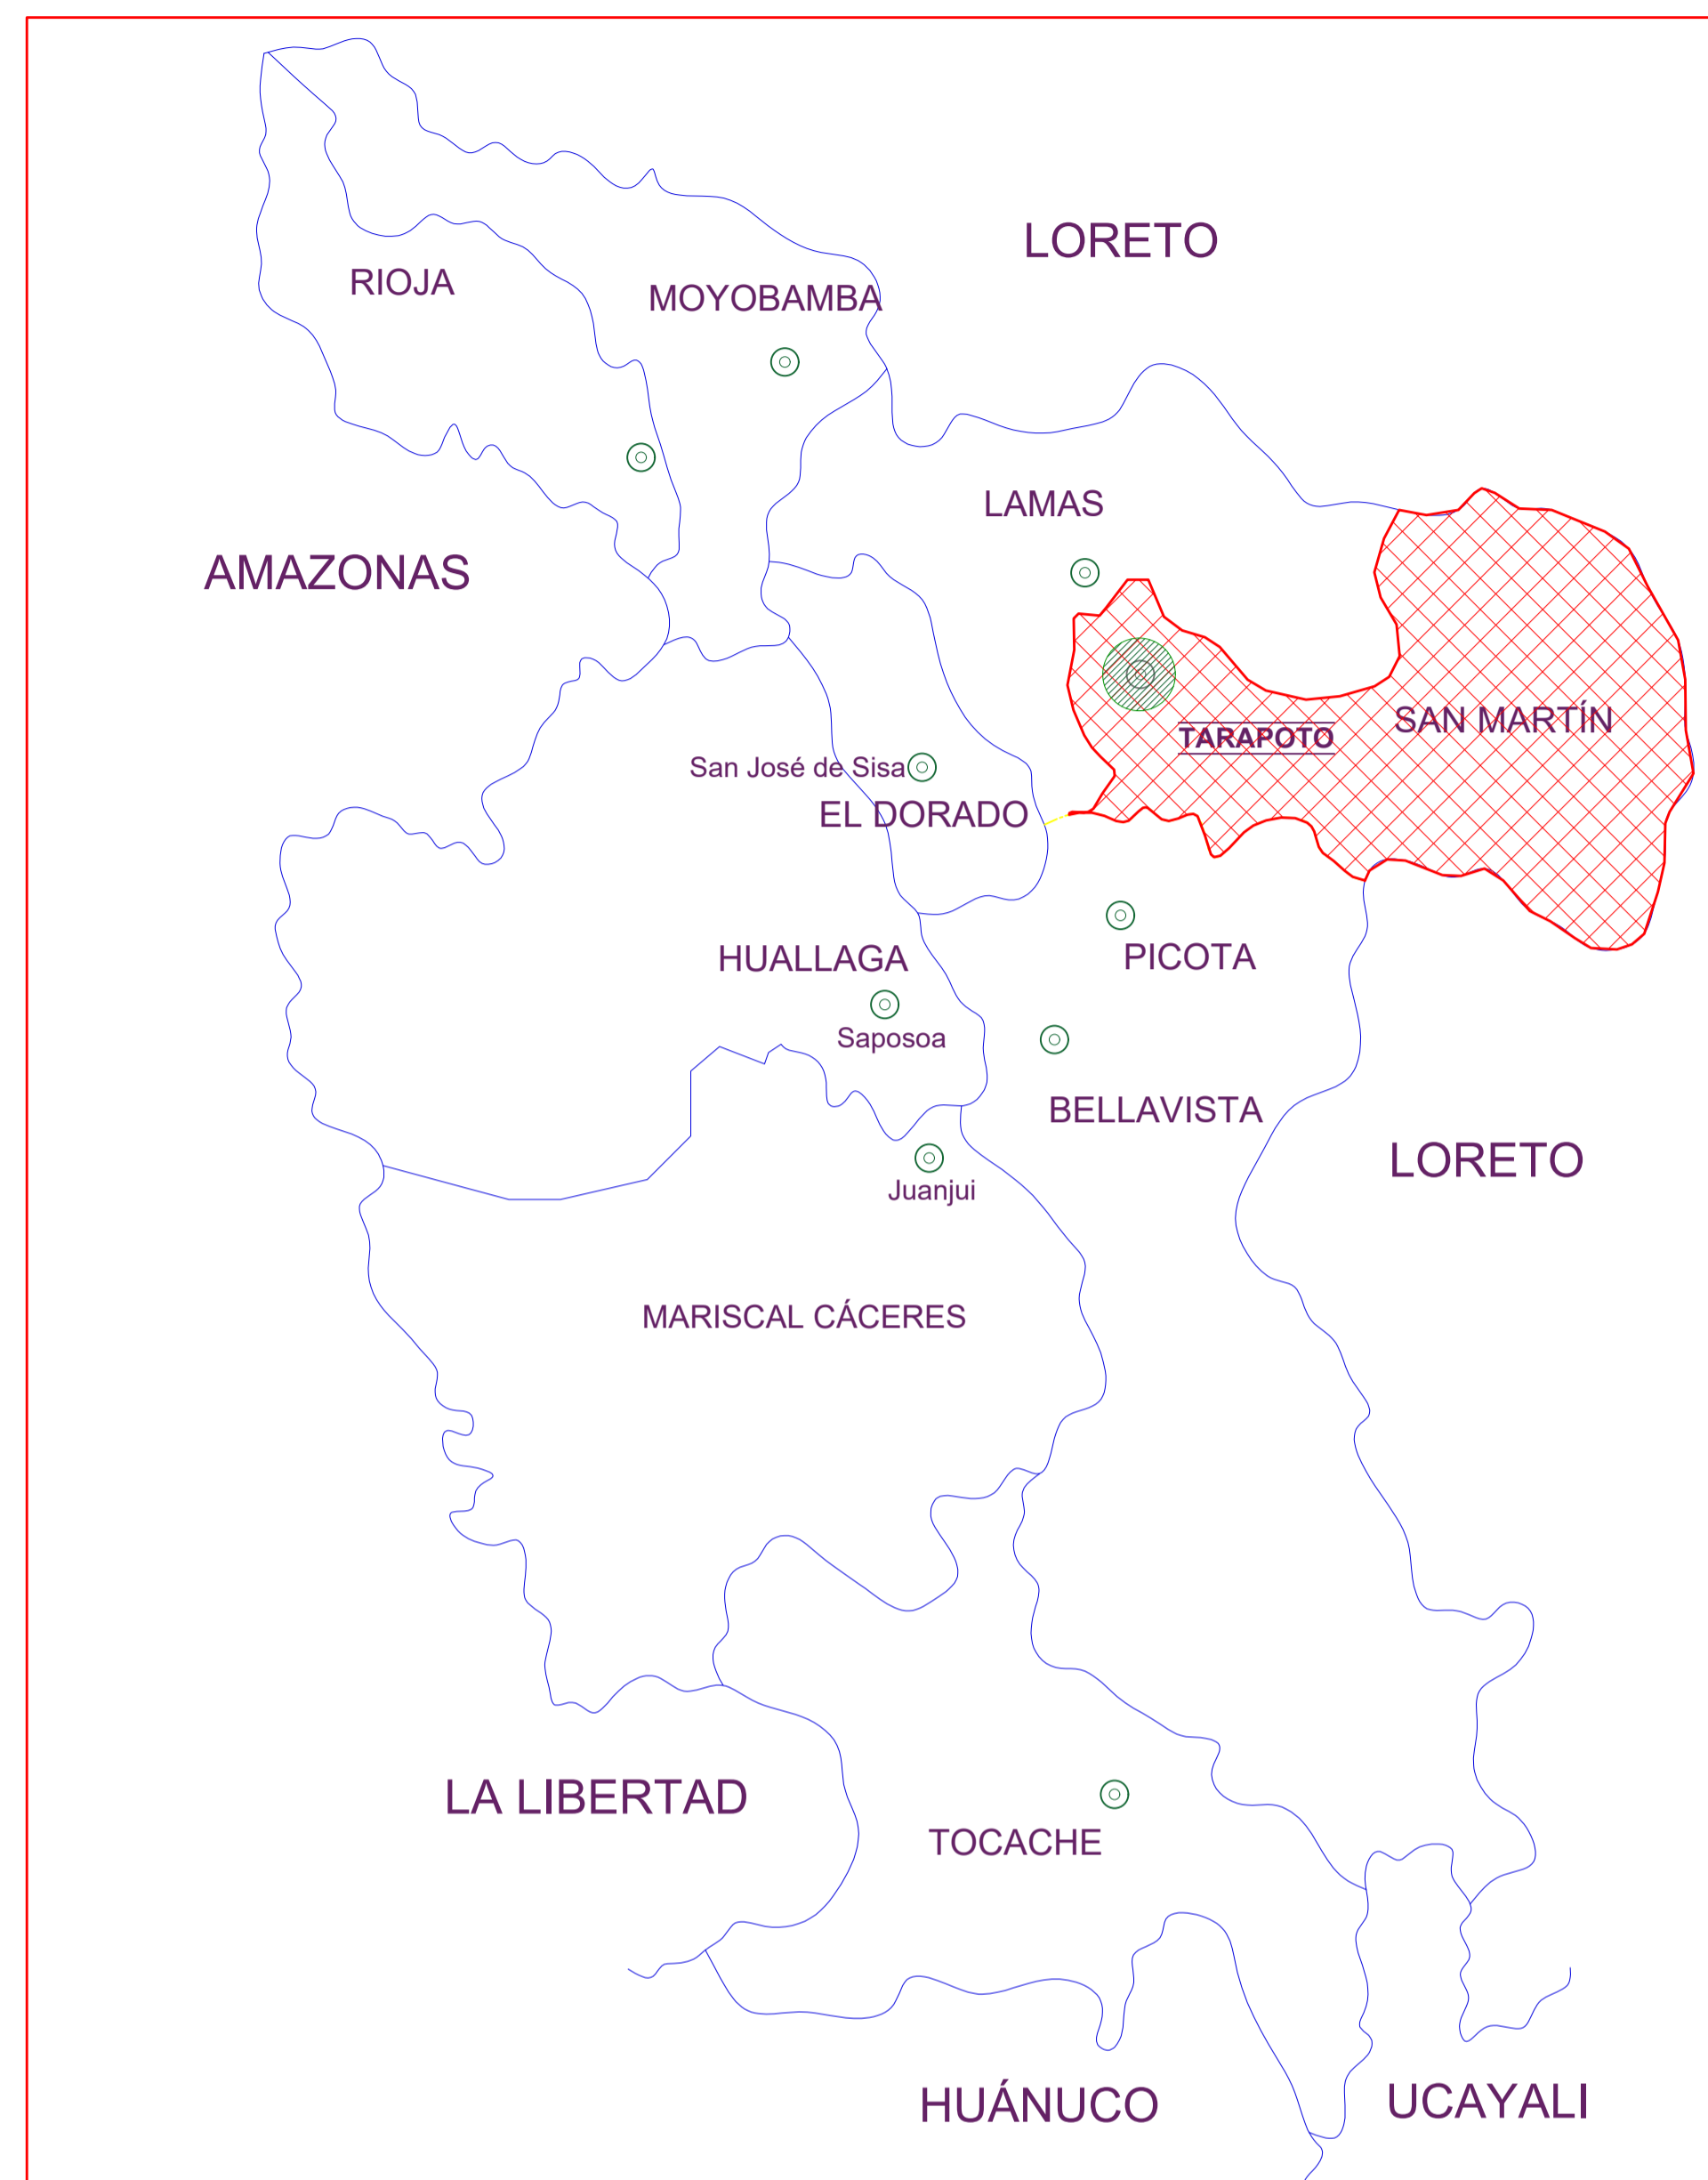 LORETO
RIOJA
MOYOBAMBA
LAMAS
AMAZONAS
SAN MARTÍN
TARAPOTO
San José de Sisa
EL DORADO
HUALLAGA
PICOTA
Saposoa
BELLAVISTA
LORETO
Juanjui
MARISCAL CÁCERES
LA LIBERTAD
TOCACHE
HUÁNUCO
UCAYALI